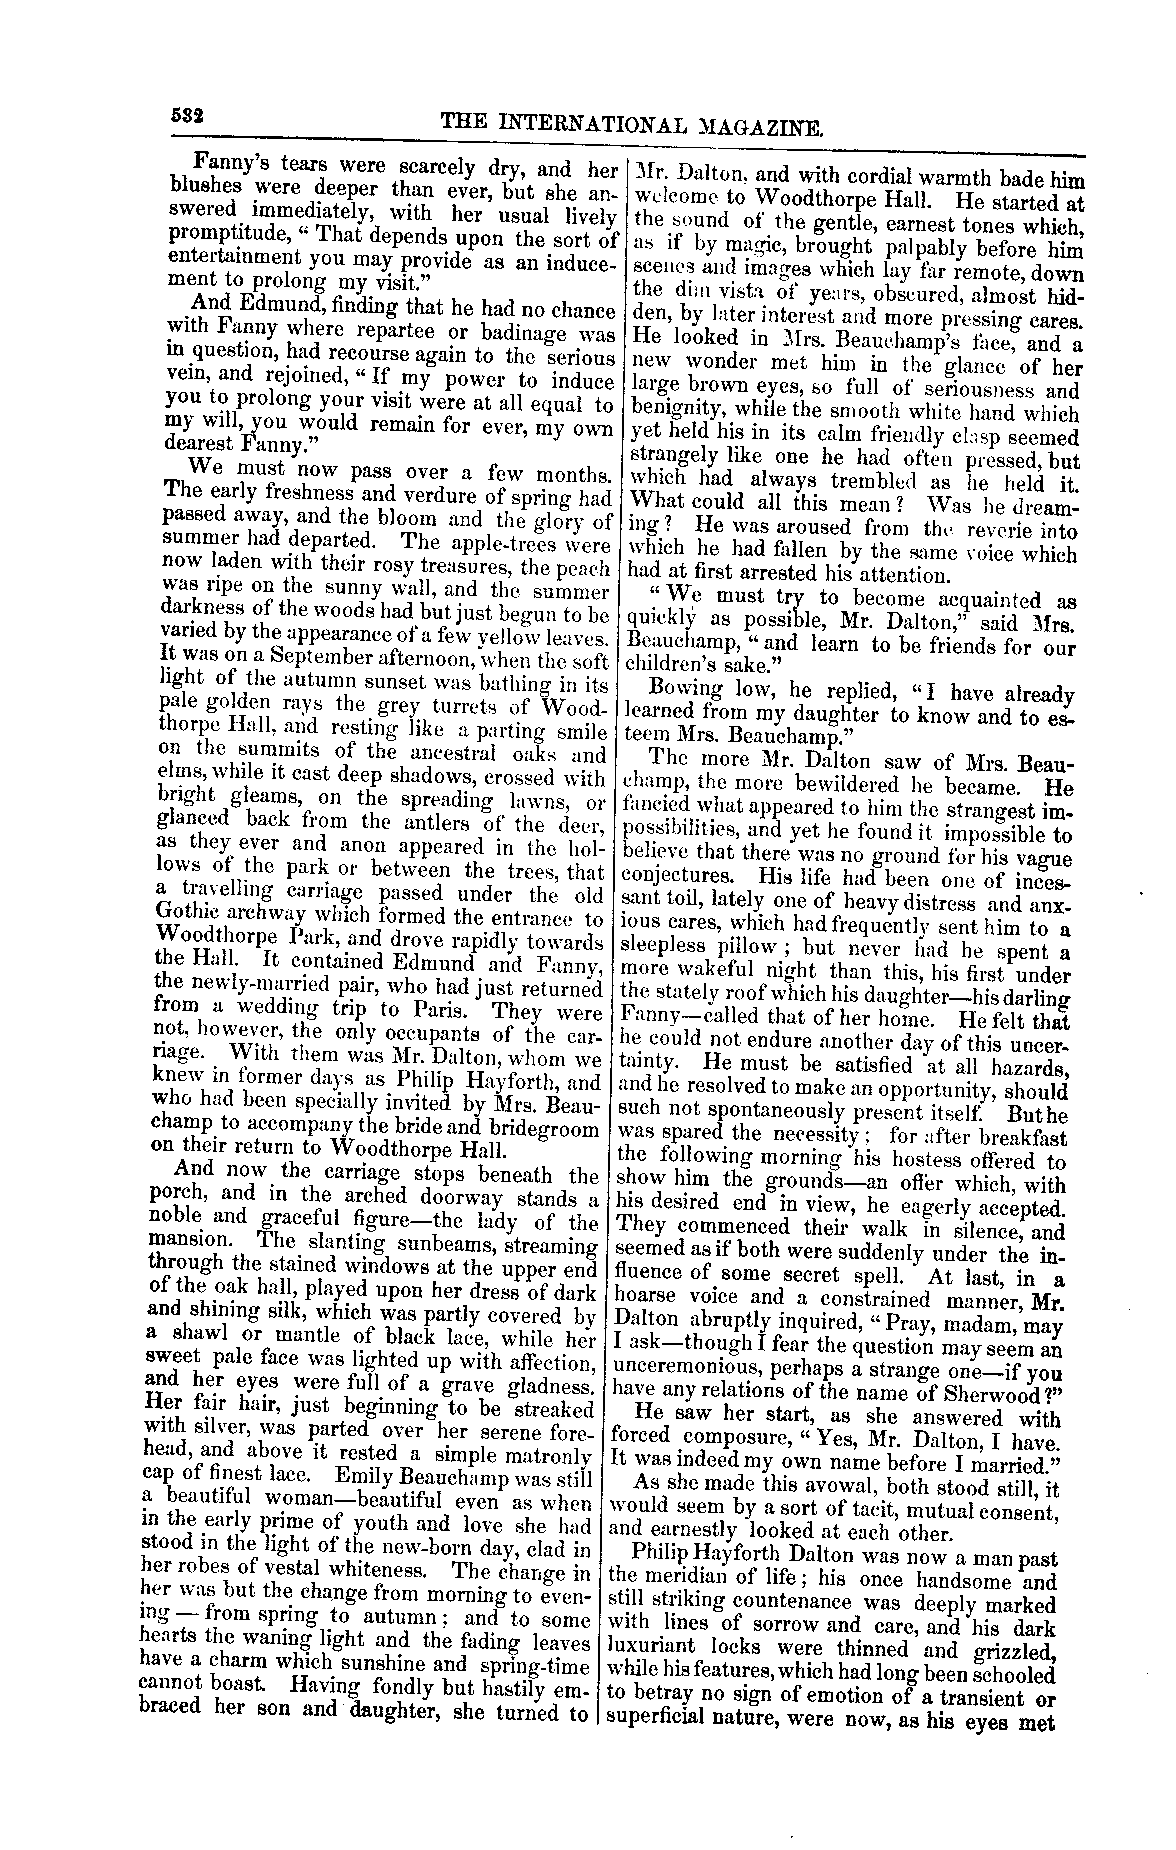 532
THE INTERNATIONAL MAGAZINE.
Fanny's tears were scarcely dry, and her
blushes were deeper than ever, but she an-
swered immediately, with her usual lively
promptitude, “ That depends upon the sort of
entertainment you may provide as an induce-
ment to prolong my visit.”
And Edmund, finding that he had no chance
with Fanny where repartee or badinage was
in question, had recourse again to the serious
vein, and rejoined, “ If my power to induce
you to prolong your visit were at all equal to
my will, you would remain for ever, my own
dearest Fanny.”
We must now pass over a few months.
The early freshness and verdure of spring had
passed away, and the bloom and the glory of
summer had departed. The apple-trees were
now laden with their rosy treasures, the peach
was ripe on the sunny wall, and the summer
darkness of the woods had but just begun to be
varied by the appearance of a few yellow leaves.
It was on a September afternoon, when the soft
light of the autumn sunset was bathing in its
pale golden rays the grey turrets of Wood-
thorpe Hall, and resting like a parting smile
on the summits of the ancestral oaks and
elms, while it cast deep shadows, crossed with
bright gleams, on the spreading lawns, or
glanced back from the antlers of the deer,
as they ever and anon appeared in the hol-
lows of the park or between the trees, that
a travelling carriage passed under the old
Gothic archway which formed the entrance to
Woodthorpe Park, and drove rapidly towards
the Hall. It contained Edmund and Fanny,
the newly-married pair, who had just returned
from a wedding trip to Paris. They were
not, however, the only occupants of the car-
riage. With them was Mr. Dalton, whom we
knew in former days as Philip Hayforth, and
who had been specially invited by Mrs. Beau-
champ to accompany the bride and bridegroom
on their return to Woodthorpe Hall.
And now the carriage stops beneath the
porch, and in the arched doorway stands a
noble and graceful figure—the lady of the
mansion. The slanting sunbeams, streaming
through the stained windows at the upper end
of the oak hall, played upon her dress of dark
and shining silk, which was partly covered by
a shawl or mantle of black lace, while her
sweet pale face was lighted up with affection,
and her eyes were full of a grave gladness.
Her fair hair, just beginning to be streaked
with silver, was parted over her serene fore-
head, and above it rested a simple matronly
cap of finest lace. Emily Beauchamp was still
a beautiful woman—beautiful even as when
in the early prime of youth and love she had
stood in the light of the new-born day, clad in
her robes of vestal whiteness. The change in
her was but the change from morning to even-
ing — from spring to autumn; and to some
hearts the waning light and the fading leaves
have a charm which sunshine and spring-time
cannot boast. Having fondly but hastily em-
braced her son and daughter, she turned to
Mr. Dalton, and with cordial warmth bade him
welcome to Woodthorpe Hall. He started at
the sound of the gentle, earnest tones which,
as if by magic, brought palpably before him
scenes and images which lay far remote, down
the dim vista of years, obscured, almost hid-
den, by later interest and more pressing cares.
He looked in Mrs. Beauchamp's face, and a
new wonder met him in the glance of her
large brown eyes, so full of seriousness and
benignity, while the smooth white hand which
yet held his in its calm friendly clasp seemed
strangely like one he had often pressed, but
which had always trembled as he held it.
What could all this mean? Was he dream-
ing? He was aroused from the reverie into
which he had fallen by the same voice which
had at first arrested his attention.
“ We must try to become acquainted as
quickly as possible, Mr. Dalton,” said Mrs.
Beauchamp, “ and learn to be friends for our
children's sake.”
Bowing low, he replied, “I have already
learned from my daughter to know and to es-
teem Mrs. Beauchamp.”
The more Mr. Dalton saw of Mrs. Beau-
champ, the more bewildered he became. He
fancied what appeared to him the strangest im-
possibilities, and yet he found it impossible to
believe that there was no ground for his vague
conjectures. His life had been one of inces-
sant toil, lately one of heavy distress and anx-
ious cares, which had frequently sent him to a
sleepless pillow; but never had he spent a
more wakeful night than this, his first under
the stately roof which his daughter—his darling
Fanny—called that of her home. He felt that
he could not endure another day of this uncer-
tainty. He must be satisfied at all hazards,
and he resolved to make an opportunity, should
such not spontaneously present itself. But he
was spared the necessity; for after breakfast
the following morning his hostess offered to
show him the grounds—an offer which, with
his desired end in view, he eagerly accepted.
They commenced their walk in silence, and
seemed as if both were suddenly under the in-
fluence of some secret spell. At last, in a
hoarse voice and a constrained manner, Mr.
Dalton abruptly inquired, “ Pray, madam, may
I ask—though I fear the question may seem an
unceremonious, perhaps a strange one—if you
have any relations of the name of Sherwood?”
He saw her start, as she answered with
forced composure, “ Yes, Mr. Dalton, I have.
It was indeed my own name before I married.”
As she made this avowal, both stood still, it
would seem by a sort of tacit, mutual consent,
and earnestly looked at each other.
Philip Hayforth Dalton was now a man past
the meridian of life; his once handsome and
still striking countenance was deeply marked
with lines of sorrow and care, and his dark
luxuriant locks were thinned and grizzled,
while his features, which had long been schooled
to betray no sign of emotion of a transient or
superficial nature, were now, as his eyes met